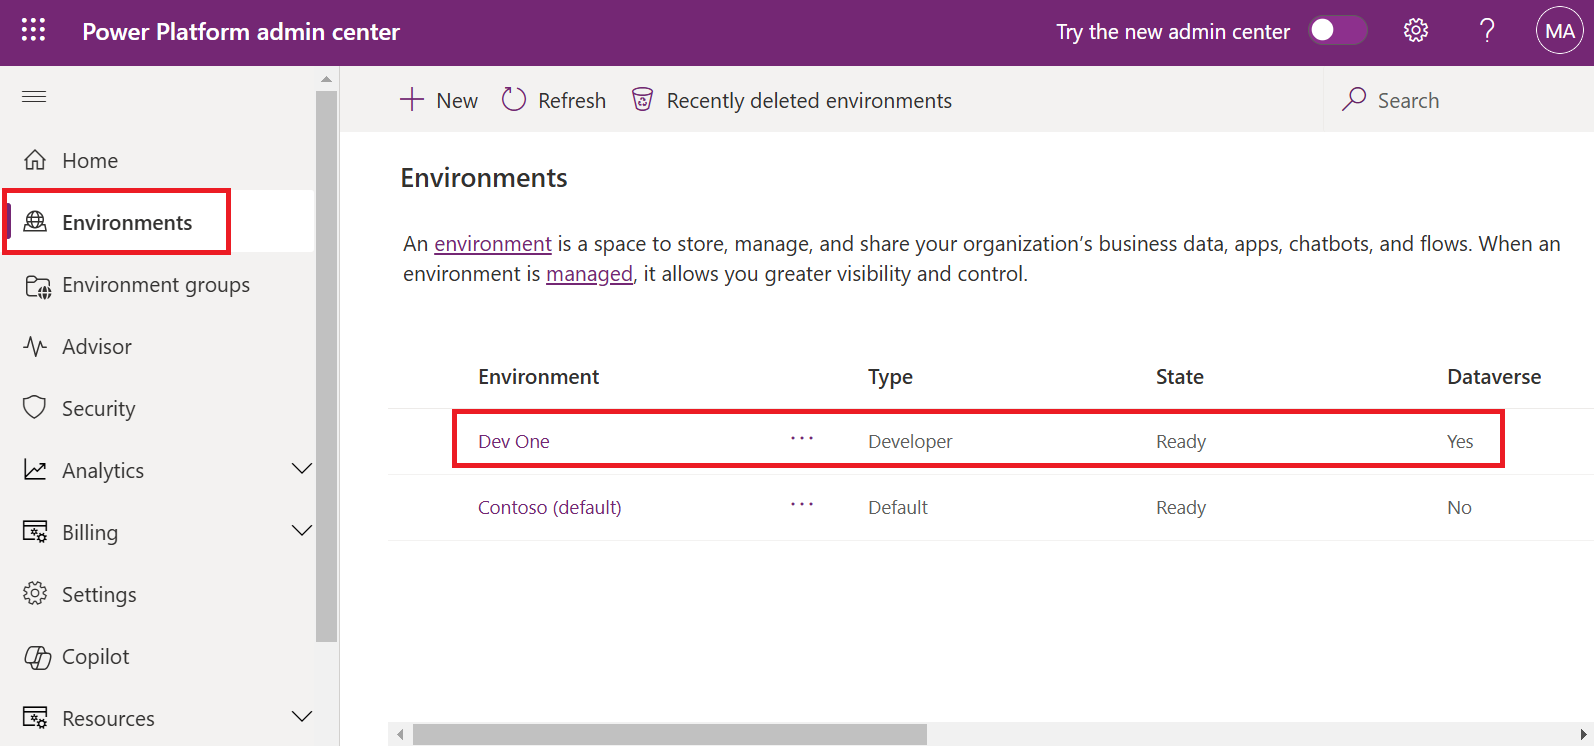 Power Platform admin center
Try the new admin center
MA
New
Refresh
Recently deleted environments
Search
Home
Environments
Environment groups
Advisor
Security
Analytics
Billing
Settings
Copilot
Resources
Environments
An environment is a space to store, manage, and share your organization’s business data, apps, chatbots, and flows. When an
environment is managed, it allows you greater visibility and control.
Environment Type State Dataverse
Dev One ··· Developer Ready Yes
Contoso (default) ··· Default Ready No